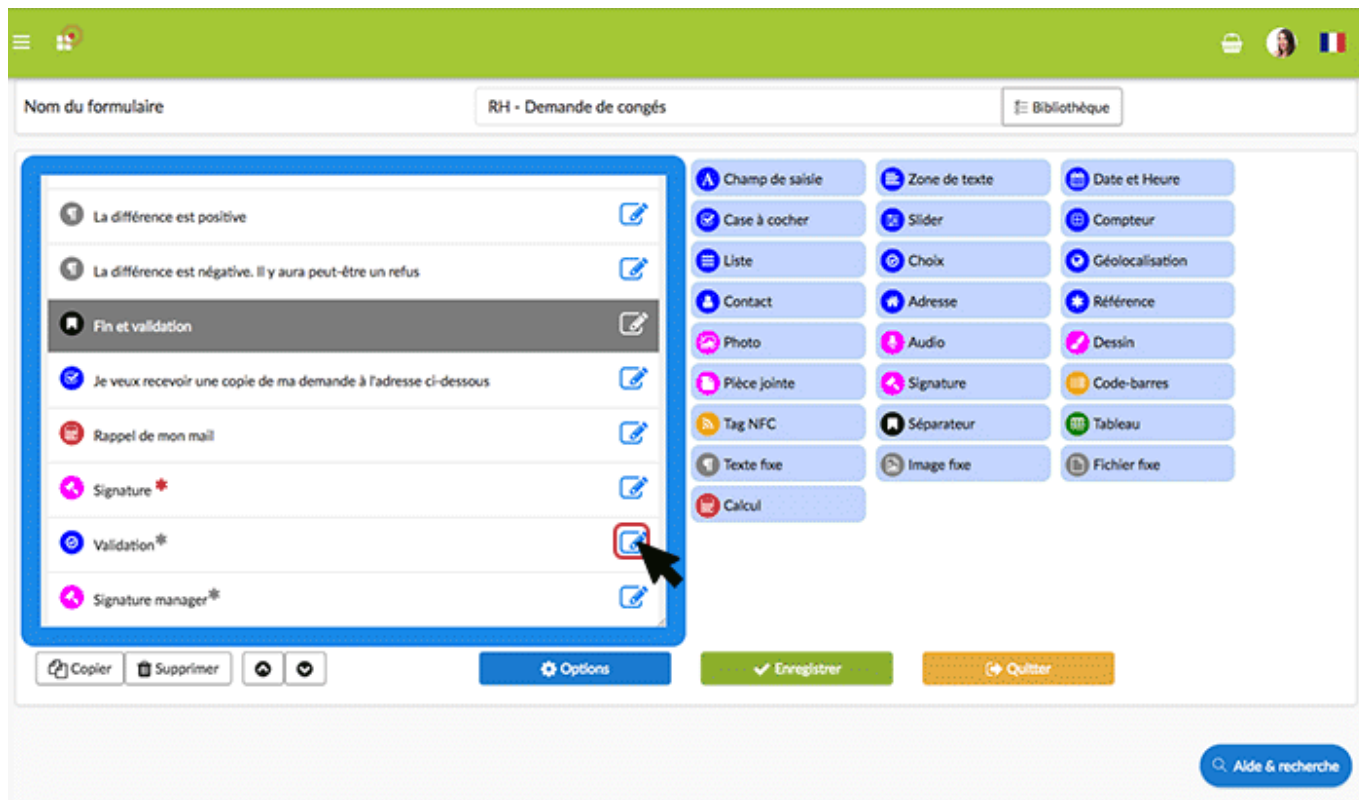 Nom du formulaire
RH - Demande de congés
Bibliothèque
La différence est positive
La différence est négative. Il y aura peut-être un refus
Fin et validation
Je veux recevoir une copie de ma demande à l'adresse ci-dessous
Rappel de mon mail
Signature *
Validation*
Signature manager*
Champ de saisie
Zone de texte
Date et Heure
Case à cocher
Slider
Compteur
Liste
Choix
Géolocalisation
Contact
Adresse
Référence
Photo
Audio
Dessin
Pièce jointe
Signature
Code-barres
Tag NFC
Séparateur
Tableau
Texte fixe
Image fixe
Fichier fixe
Calcul
Copier
Supprimer
Options
Enregistrer
Quitter
Aide & recherche